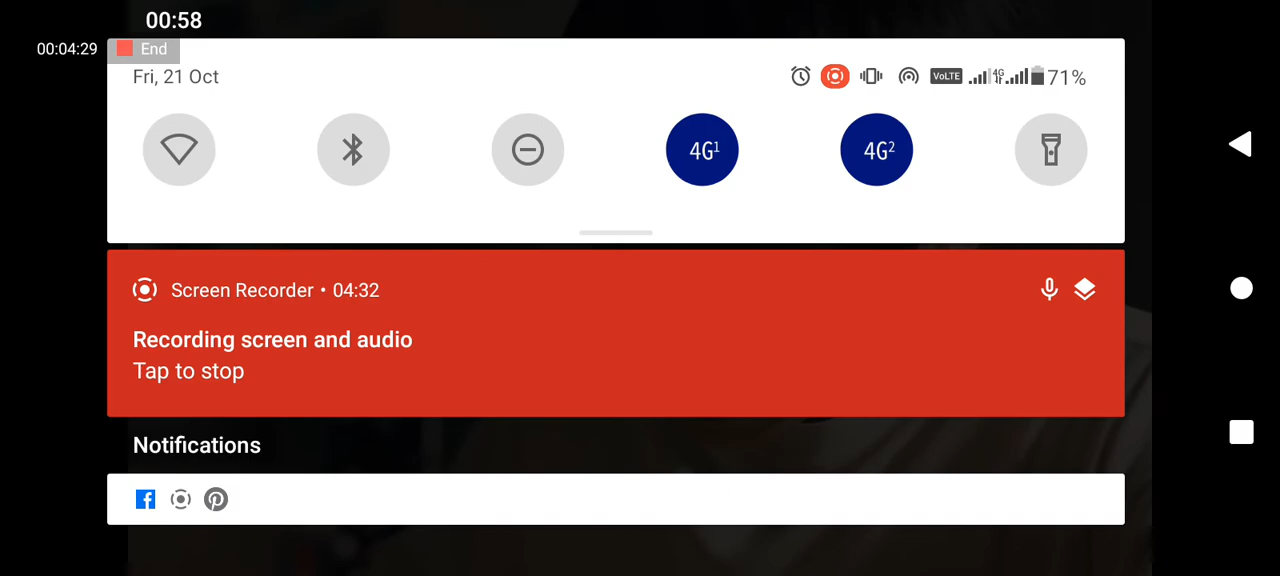 00:58
00:04:29 End
Fri, 21 Oct VoLTE 4G 71%
4G1 4G2
Screen Recorder • 04:32
Recording screen and audio
Tap to stop
Notifications